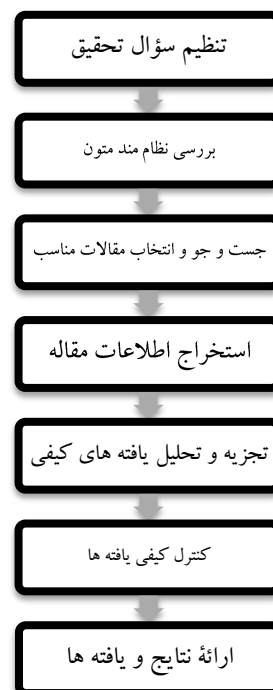 تنظیم سؤال تحقیق
بررسی نظام مند متون
جست و جو و انتخاب مقالات مناسب
استخراج اطلاعات مقاله
تجزیه و تحلیل یافته های کیفی
کنترل کیفی یافته ها
ارائۀ نتایج و یافته ها